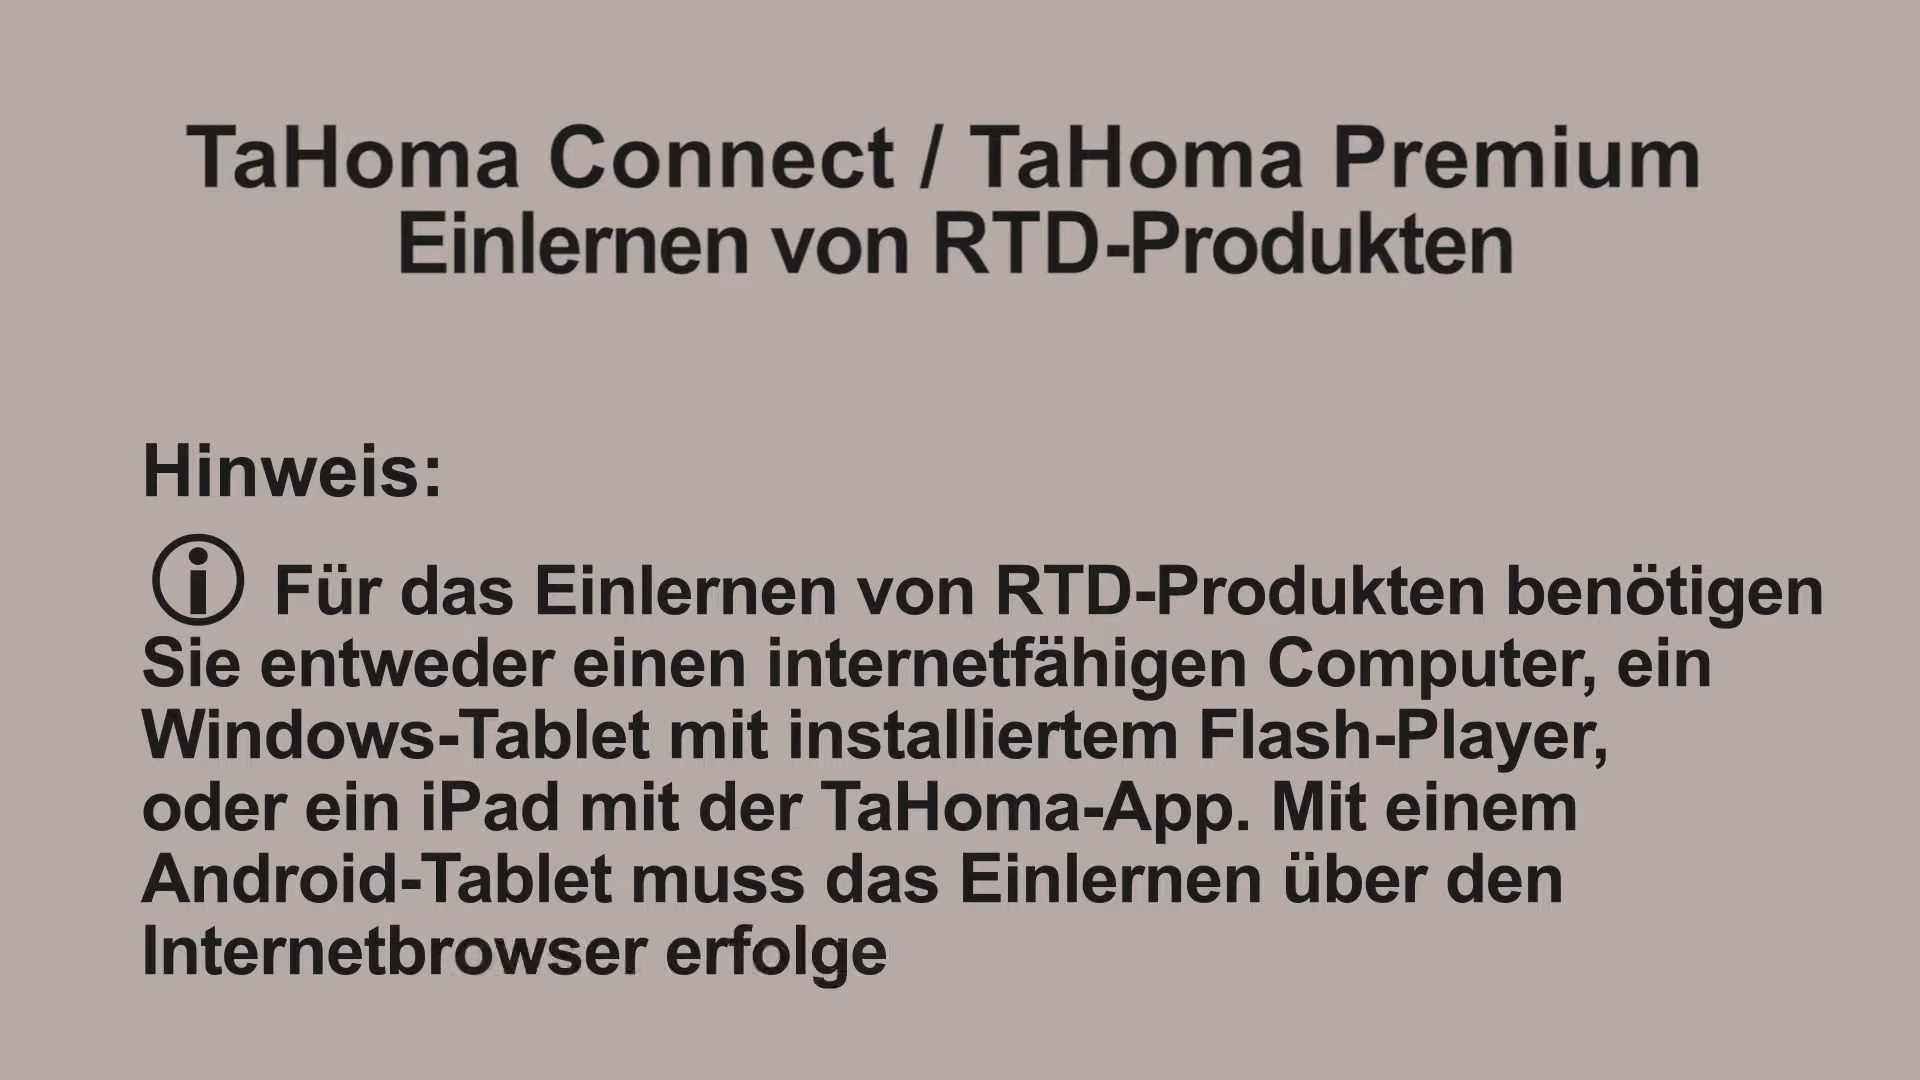 TaHoma Connect / TaHoma Premium
Einlernen von RTD-Produkten
Hinweis:
Für das Einlernen von RTD-Produkten benötigen
Sie entweder einen internetfähigen Computer, ein
Windows-Tablet mit installiertem Flash-Player,
oder ein iPad mit der TaHoma-App. Mit einem
Android-Tablet muss das Einlernen über den
Internetbrowser erfolge